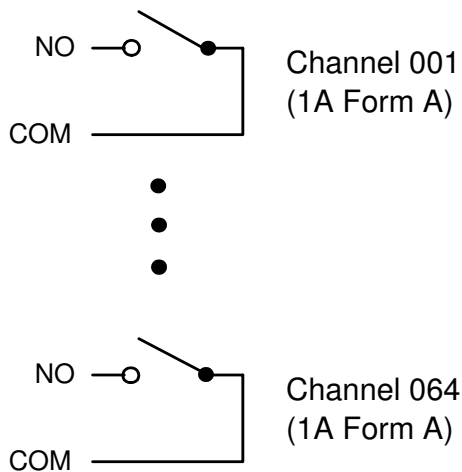 NO
Channel 001
(1A Form A)
COM
NO
Channel 064
(1A Form A)
COM